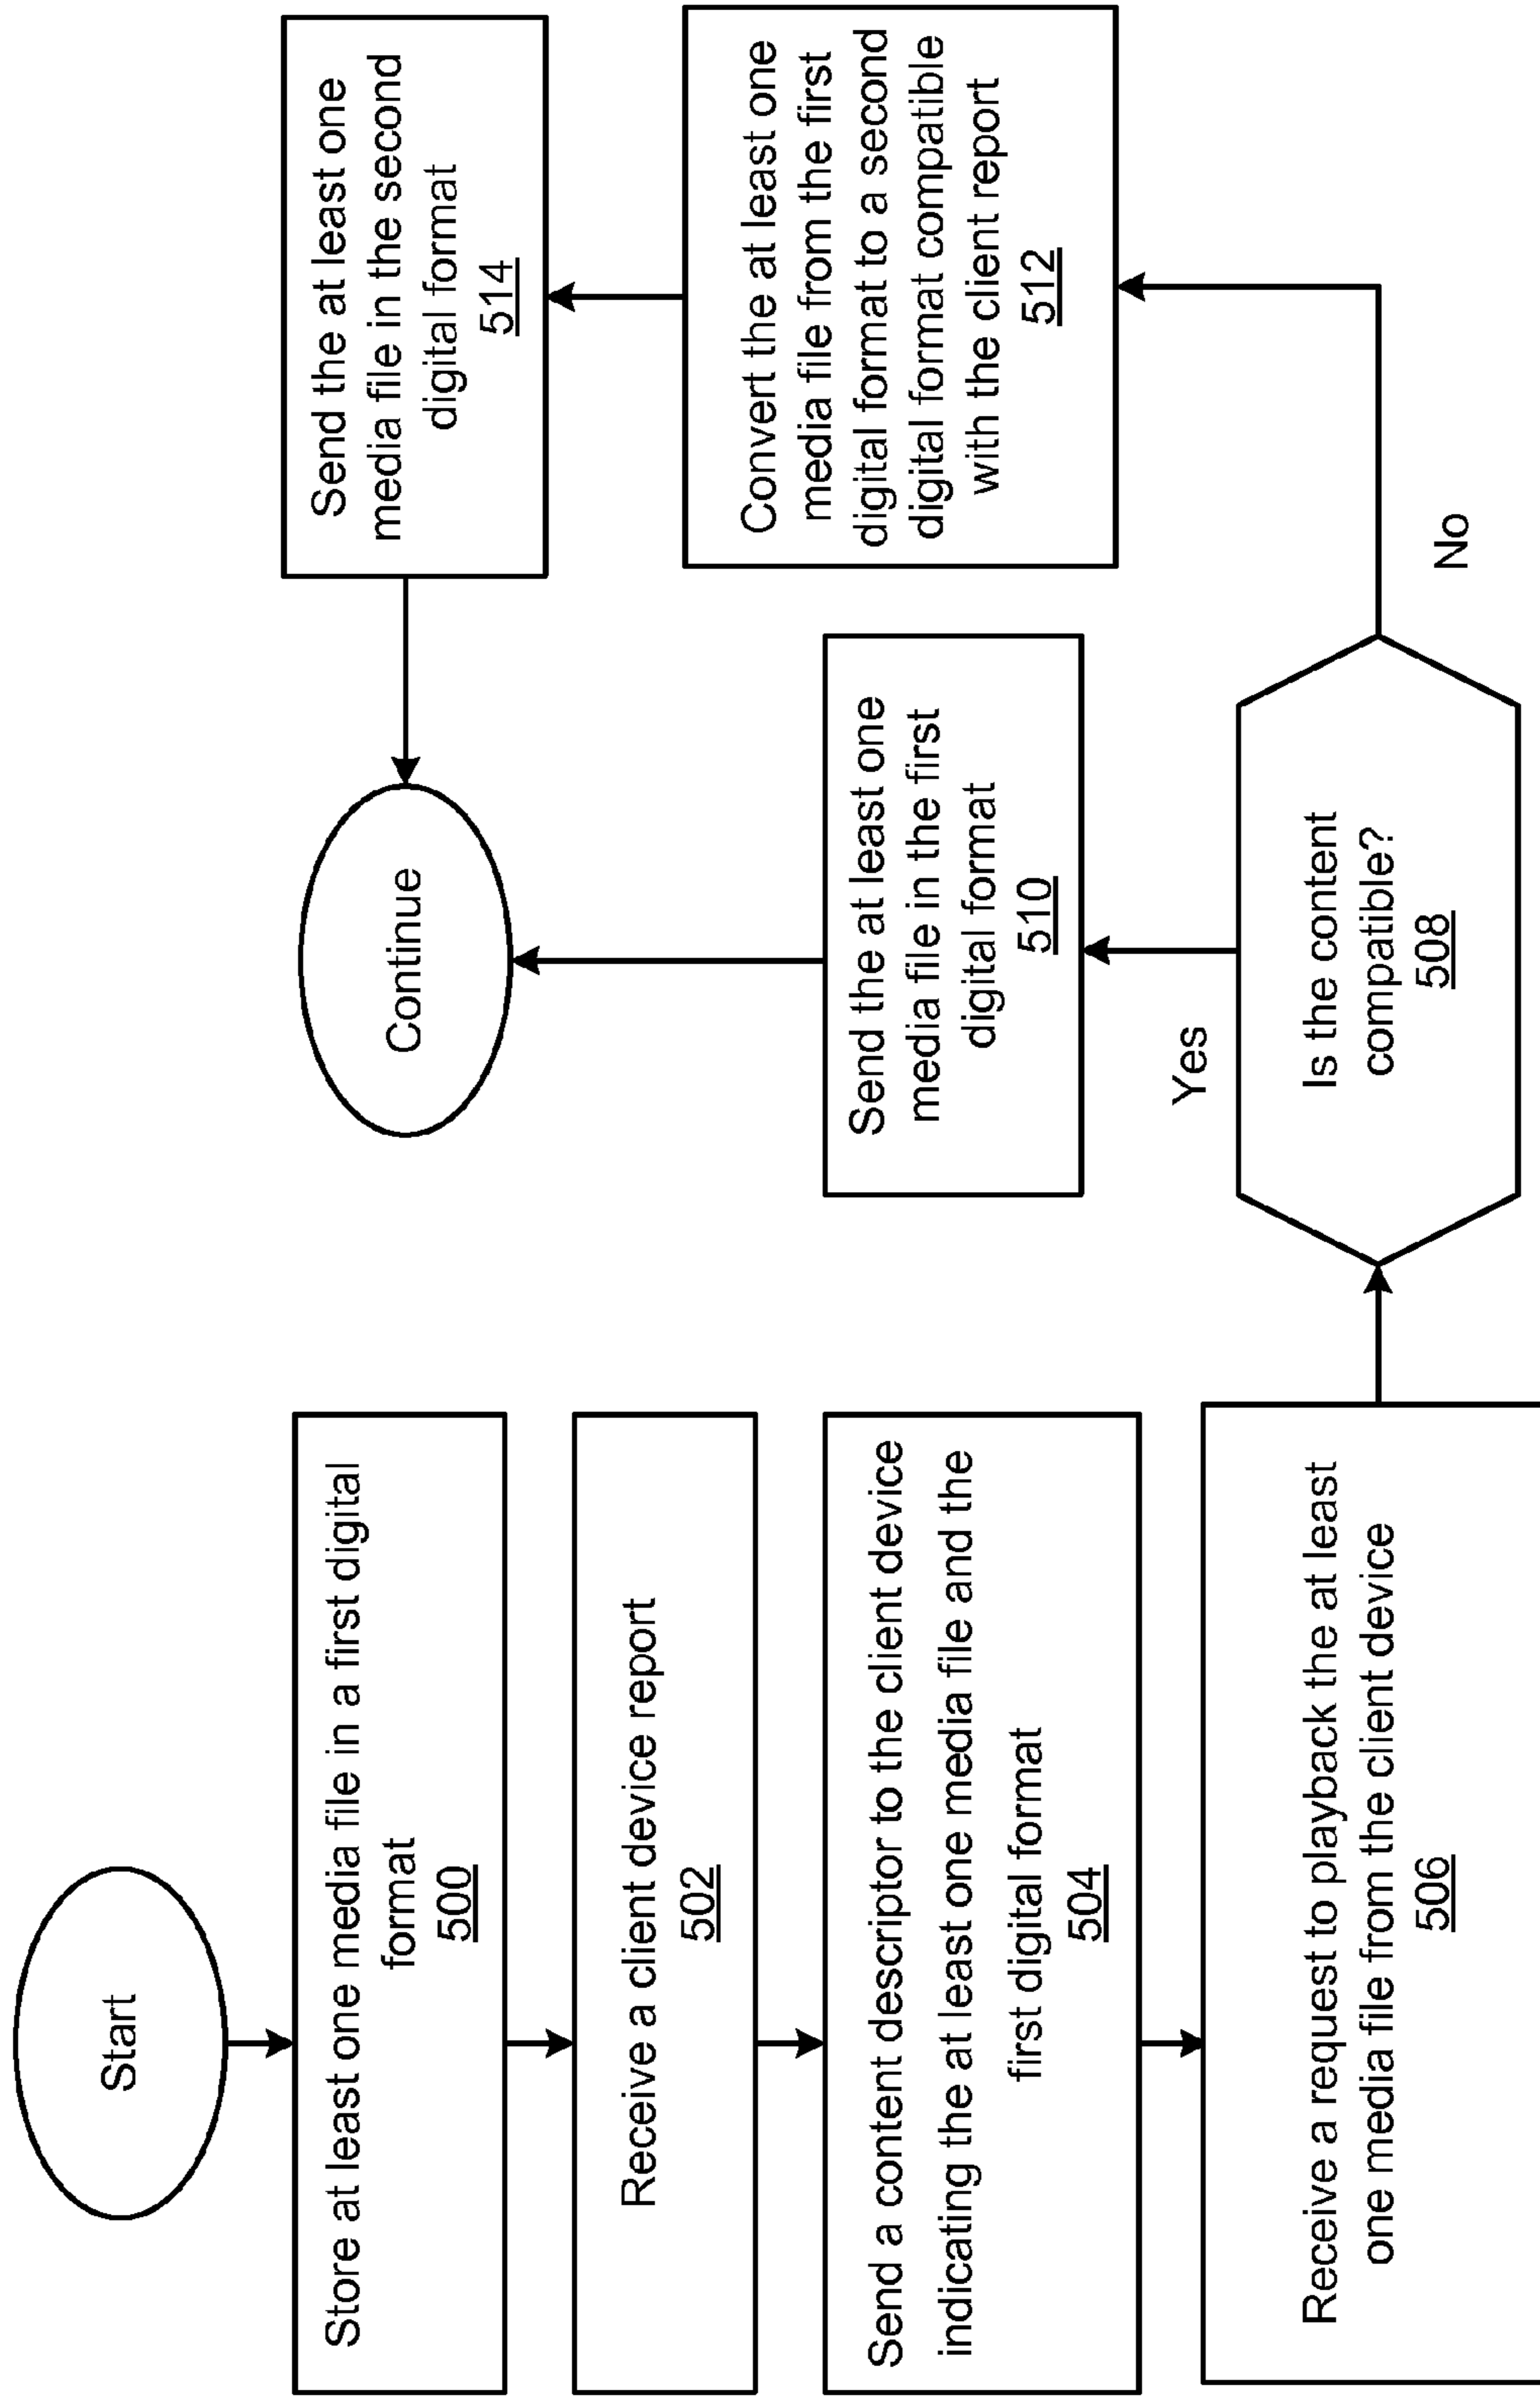 Start
Store at least one media file in a first digital
format
500
Receive a client device report
502
Send a content descriptor to the client device
indicating the at least one media file and the
first digital format
504
Receive a request to playback the at least
one media file from the client device
506
Is the content
compatible?
508
Yes
No
Send the at least one
media file in the first
digital format
510
Convert the at least one
media file from the first
digital format to a second
digital format compatible
with the client report
512
Send the at least one
media file in the second
digital format
514
Continue